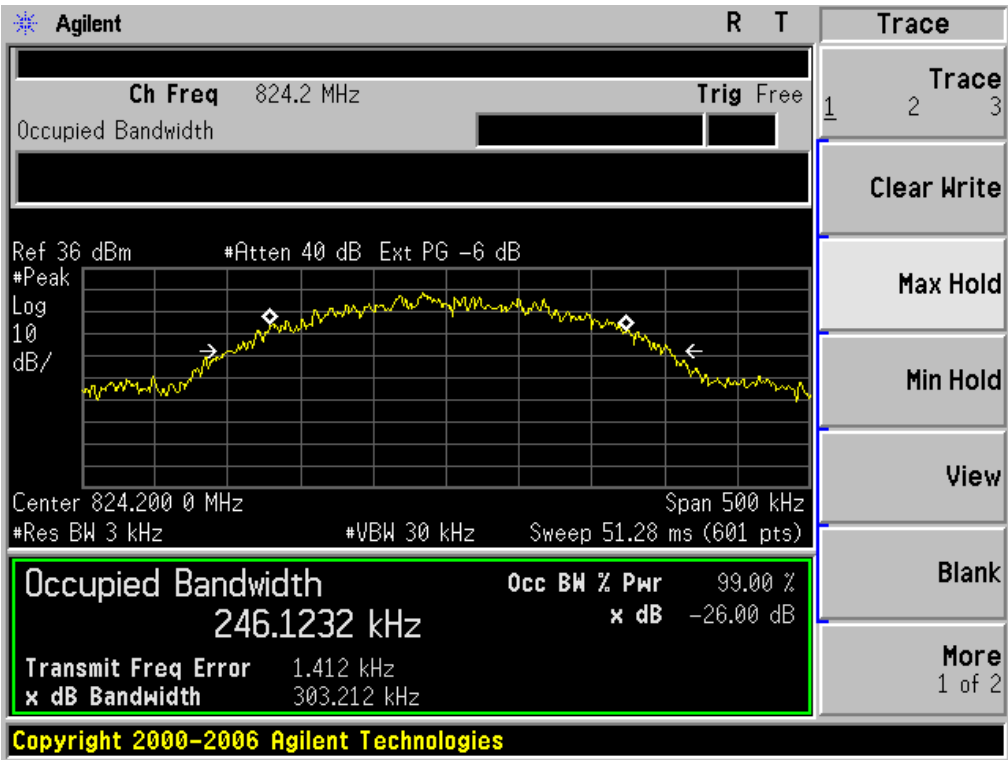 Agilent R T Trace
Ch Freq 824.2 MHz Trig Free
Occupied Bandwidth
Trace
1 2 3
Clear Write
Max Hold
Min Hold
View
Blank
More
1 of 2
Ref 36 dBm #Atten 40 dB Ext PG -6 dB
#Peak
Log
10
dB/
Center 824.200 0 MHz Span 500 kHz
#Res BW 3 kHz #VBW 30 kHz Sweep 51.28 ms (601 pts)
Occupied Bandwidth Occ BW % Pwr 99.00 %
246.1232 kHz x dB -26.00 dB
Transmit Freq Error 1.412 kHz
x dB Bandwidth 303.212 kHz
Copyright 2000-2006 Agilent Technologies